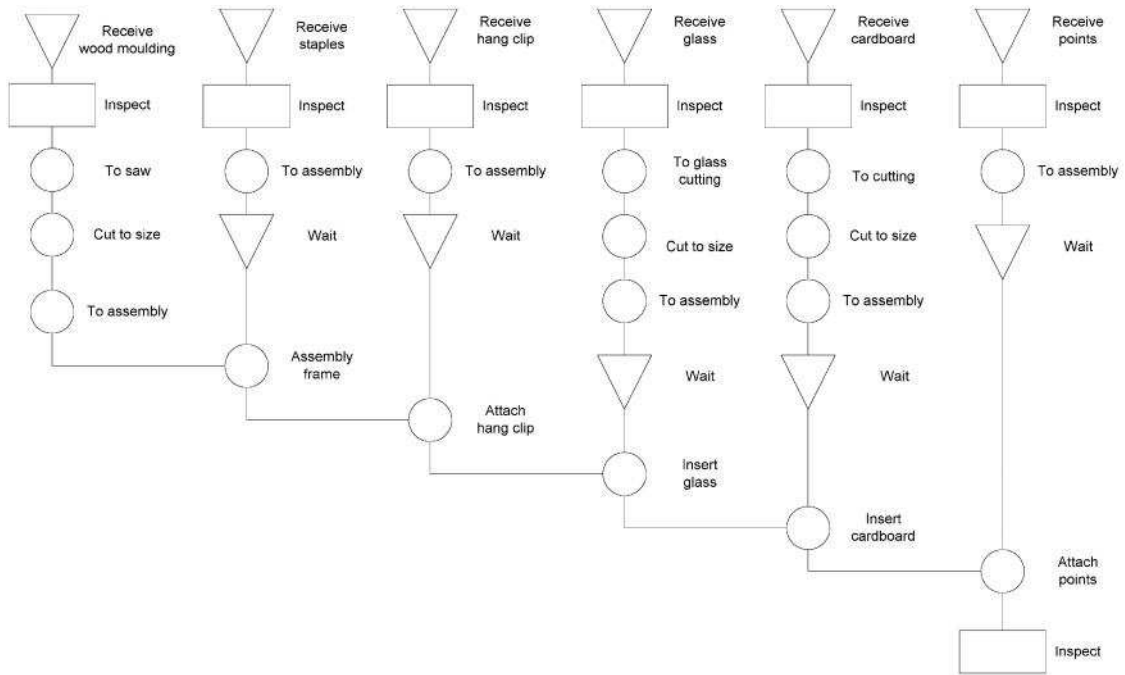 Receive
wood moulding
Receive
staples
Receive
hang clip
Receive
glass
Receive
cardboard
Receive
points
Inspect
Inspect
Inspect
Inspect
Inspect
Inspect
To saw
To assembly
To assembly
To glass
cutting
To cutting
To assembly
Cut to size
Wait
Wait
Cut to size
Cut to size
Wait
To assembly
To assembly
To assembly
Assembly
frame
Wait
Wait
Attach
hang clip
Insert
glass
Insert
cardboard
Attach
points
Inspect